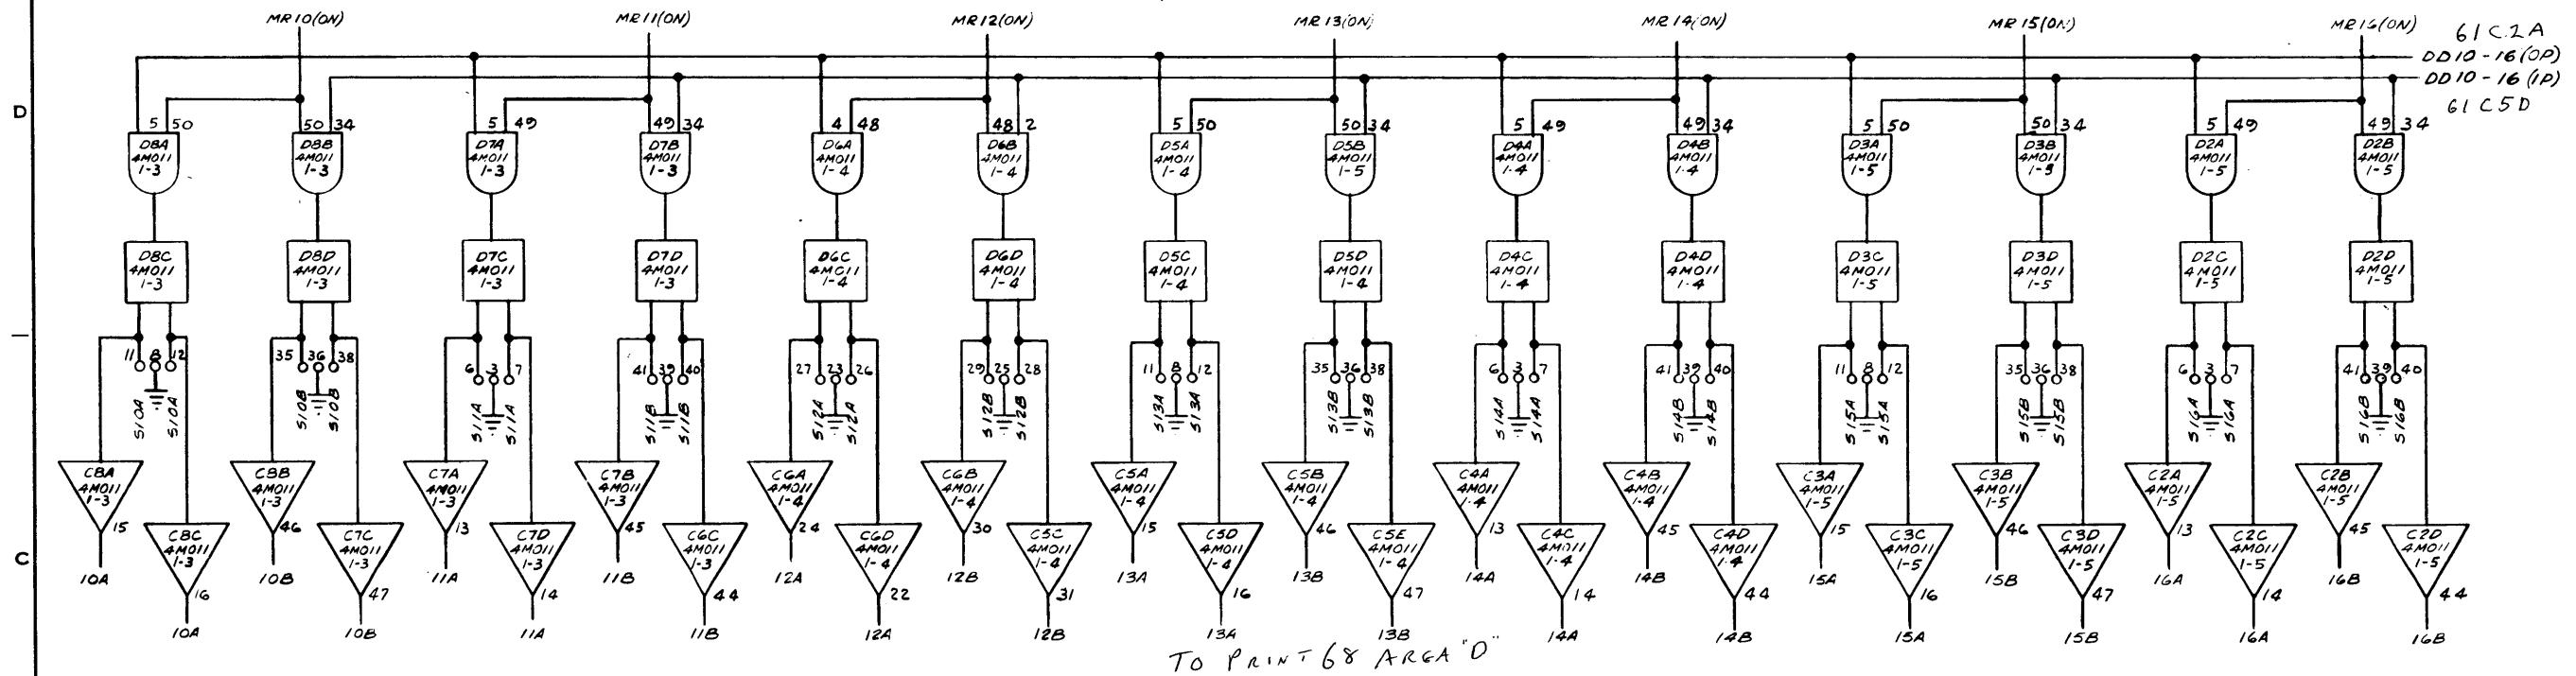 MR10(ON) MR11(ON) MR12(ON) MR13(ON) MR14(ON) MR15(ON) MR16(ON)
61C2A
DD10-16(OP)
DD10-16(IP)
61C5D
D
5 50 50 34 5 49 49 34 4 48 48 2 5 50 50 34 5 49 49 34 5 50 50 34 5 49 49 34
D8A D8B D7A D7B D6A D6B D5A D5B D4A D4B D3A D3B D2A D2B
4M011 4M011 4M011 4M011 4M011 4M011 4M011 4M011 4M011 4M011 4M011 4M011 4M011 4M011
1-3 1-3 1-3 1-3 1-4 1-4 1-4 1-5 1-4 1-4 1-5 1-5 1-5
D8C D8D D7C D7D D6C D6D D5C D5D D4C D4D D3C D3D D2C D2D
4M011 4M011 4M011 4M011 4M011 4M011 4M011 4M011 4M011 4M011 4M011 4M011 4M011 4M011
1-3 1-3 1-3 1-3 1-4 1-4 1-4 1-4 1-4 1-4 1-5 1-5 1-5 1-5
11 8 12 35 36 38 6 3 7 41 39 40 27 23 26 29 25 28 11 8 12 35 36 38 6 3 7 41 39 40 11 8 12 35 36 38 6 3 7 41 39 40
S10A S10A S10B S10B S11A S11A S11B S11B S12A S12A S12B S12B S13A S13A S13B S13B S14A S14A S14B S14B S15A S15A S15B S15B S16A S16A S16B S16B
C8A C8B C7A C7B C6A C6B C5A C5B C4A C4B C3A C3B C2A C2B
4M011 4M011 4M011 4M011 4M011 4M011 4M011 4M011 4M011 4M011 4M011 4M011 4M011 4M011
1-3 1-3 1-3 1-3 1-4 1-4 1-4 1-4 1-4 1-4 1-5 1-5 1-5 1-5
15 46 13 45 24 30 15 46 13 45 15 46 13 45
C
C8C C7C C7D C6C C6D C5C C5D C5E C4C C4D C3C C3D C2C C2D
4M011 4M011 4M011 4M011 4M011 4M011 4M011 4M011 4M011 4M011 4M011 4M011 4M011 4M011
1-3 1-3 1-3 1-3 1-4 1-4 1-4 1-4 1-4 1-4 1-5 1-5 1-5 1-5
10A 10B 11A 11B 12A 12B 13A 13B 14A 14B 15A 15B 16A 16B
16 47 14 44 22 31 16 47 14 44 16 47 14 44
10A 10B 11A 11B 12A 12B 13A 13B 14A 14B 15A 15B 16A 16B
TO PRINT 68 AREA "D"